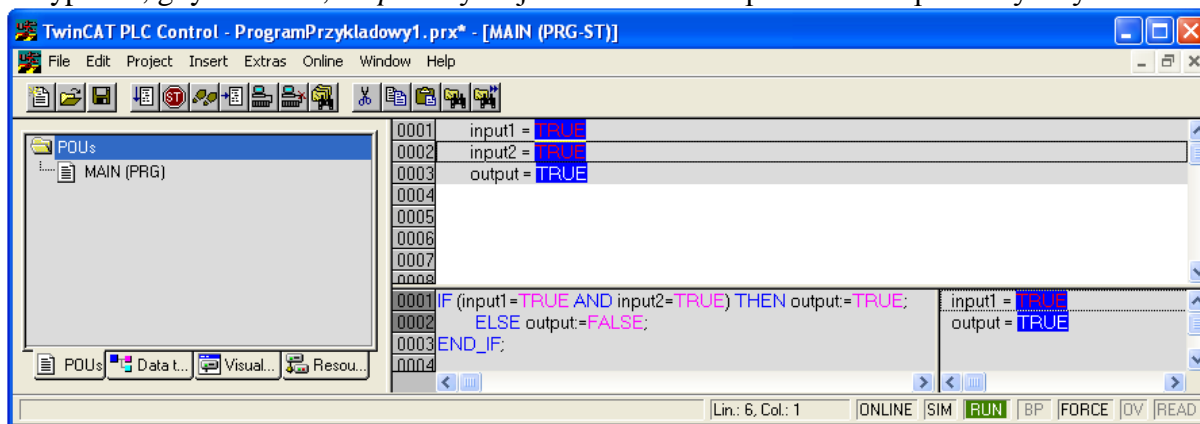 TwinCAT PLC Control - ProgramPrzykladowy1.prx* - [MAIN (PRG-ST)]
File Edit Project Insert Extras Online Window Help
POUs
MAIN (PRG)
0001 input1 = TRUE
0002 input2 = TRUE
0003 output = TRUE
0004
0005
0006
0007
0008
0001 IF (input1=TRUE AND input2=TRUE) THEN output:=TRUE; input1 = TRUE
0002 ELSE output:=FALSE; output = TRUE
0003 END_IF;
0004
POUs Data t... Visual... Resou...
Lin.: 6, Col.: 1 ONLINE SIM RUN BP FORCE OV READ